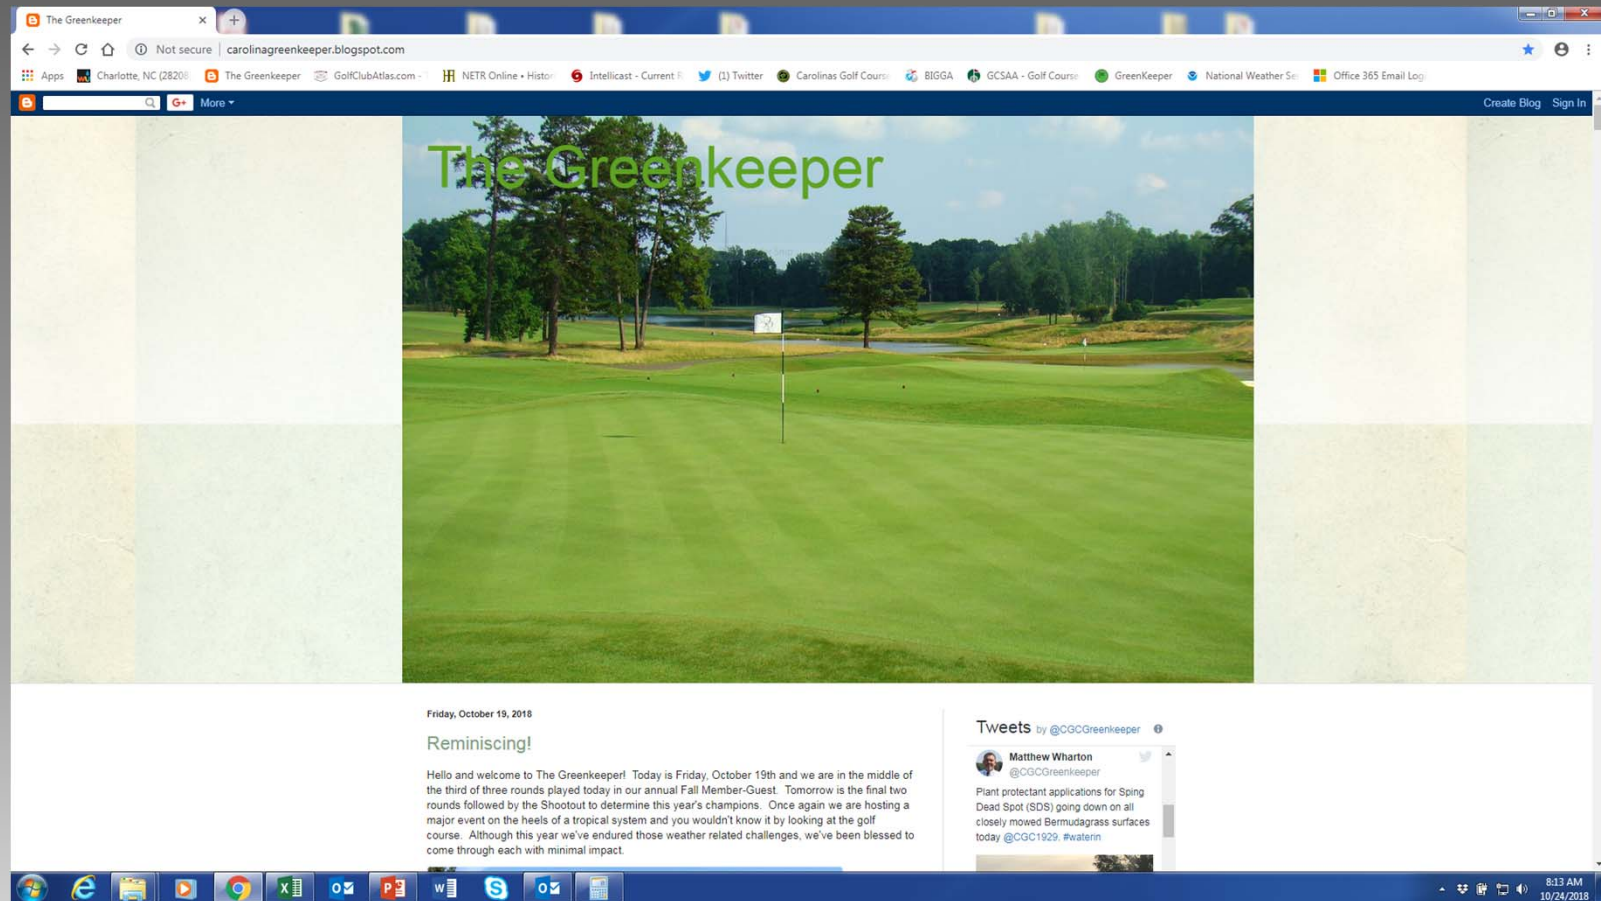 The Greenkeeper
Not secure
carolinagreenkeeper.blogspot.com
Apps
Charlotte, NC (28208
The Greenkeeper
GolfClubAtlas.com -
NETR Online • Histor
Intellicast - Current
(1) Twitter
Carolinas Golf Course
BIGGA
GCSAA - Golf Course
GreenKeeper
National Weather Se
Office 365 Email Log
G+
More
Create Blog
Sign In
The Greenkeeper
Friday, October 19, 2018
Reminiscing!
Hello and welcome to The Greenkeeper! Today is Friday, October 19th and we are in the middle of
the third of three rounds played today in our annual Fall Member-Guest. Tomorrow is the final two
rounds followed by the Shootout to determine this year's champions. Once again we are hosting a
major event on the heels of a tropical system and you wouldn't know it by looking at the golf
course. Although this year we've endured those weather related challenges, we've been blessed to
come through each with minimal impact.
Tweets by @CGCGreenkeeper
Matthew Wharton
@CGCGreenkeeper
Plant protectant applications for Sping
Dead Spot (SDS) going down on all
closely mowed Bermudagrass surfaces
today @CGC1929. #waterin
8:13 AM
10/24/2018